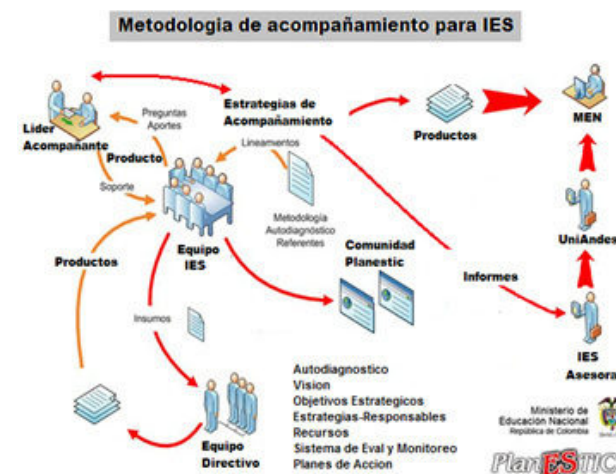 Metodologia de acompañamiento para IES
Lider
Acompañante
Preguntas
Aportes
Producto
Soporte
Estrategias de
Acompañamiento
Lineamientos
Productos
MEN
Metodología
Autodiagnóstico
Referentes
Equipo
IES
Comunidad
Planestic
UniAndes
Productos
Informes
Insumos
IES
Asesora
Equipo
Directivo
Autodiagnostico
Vision
Objetivos Estrategicos
Estrategias-Responsables
Recursos
Sistema de Eval y Monitoreo
Planes de Accion
Ministerio de
Educación Nacional
República de Colombia
PlanESTIC